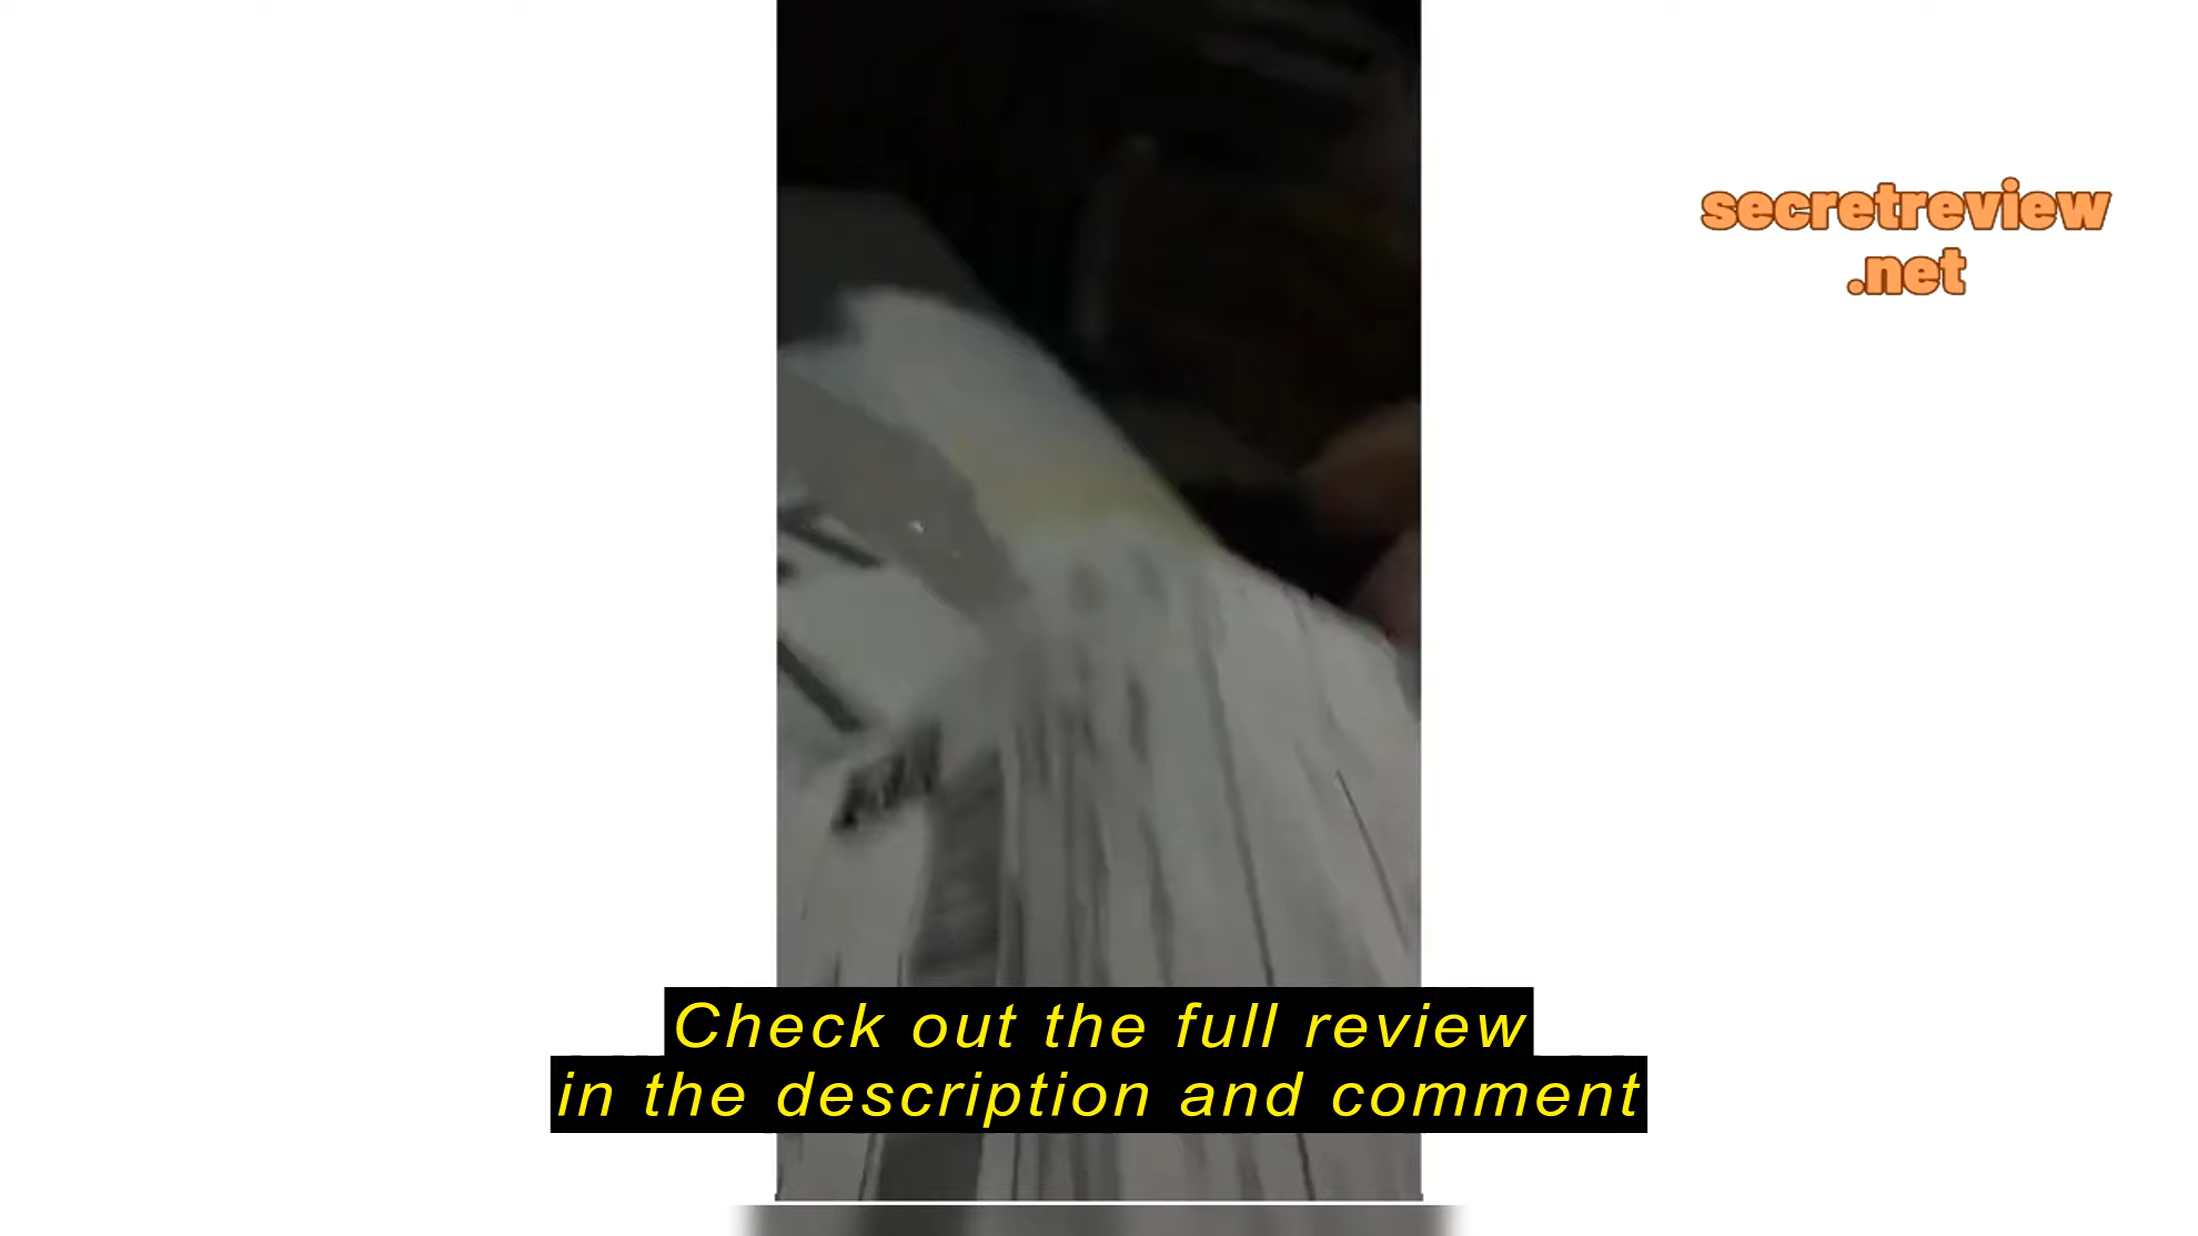 secretreview
.net
Check out the full review
in the description and comment